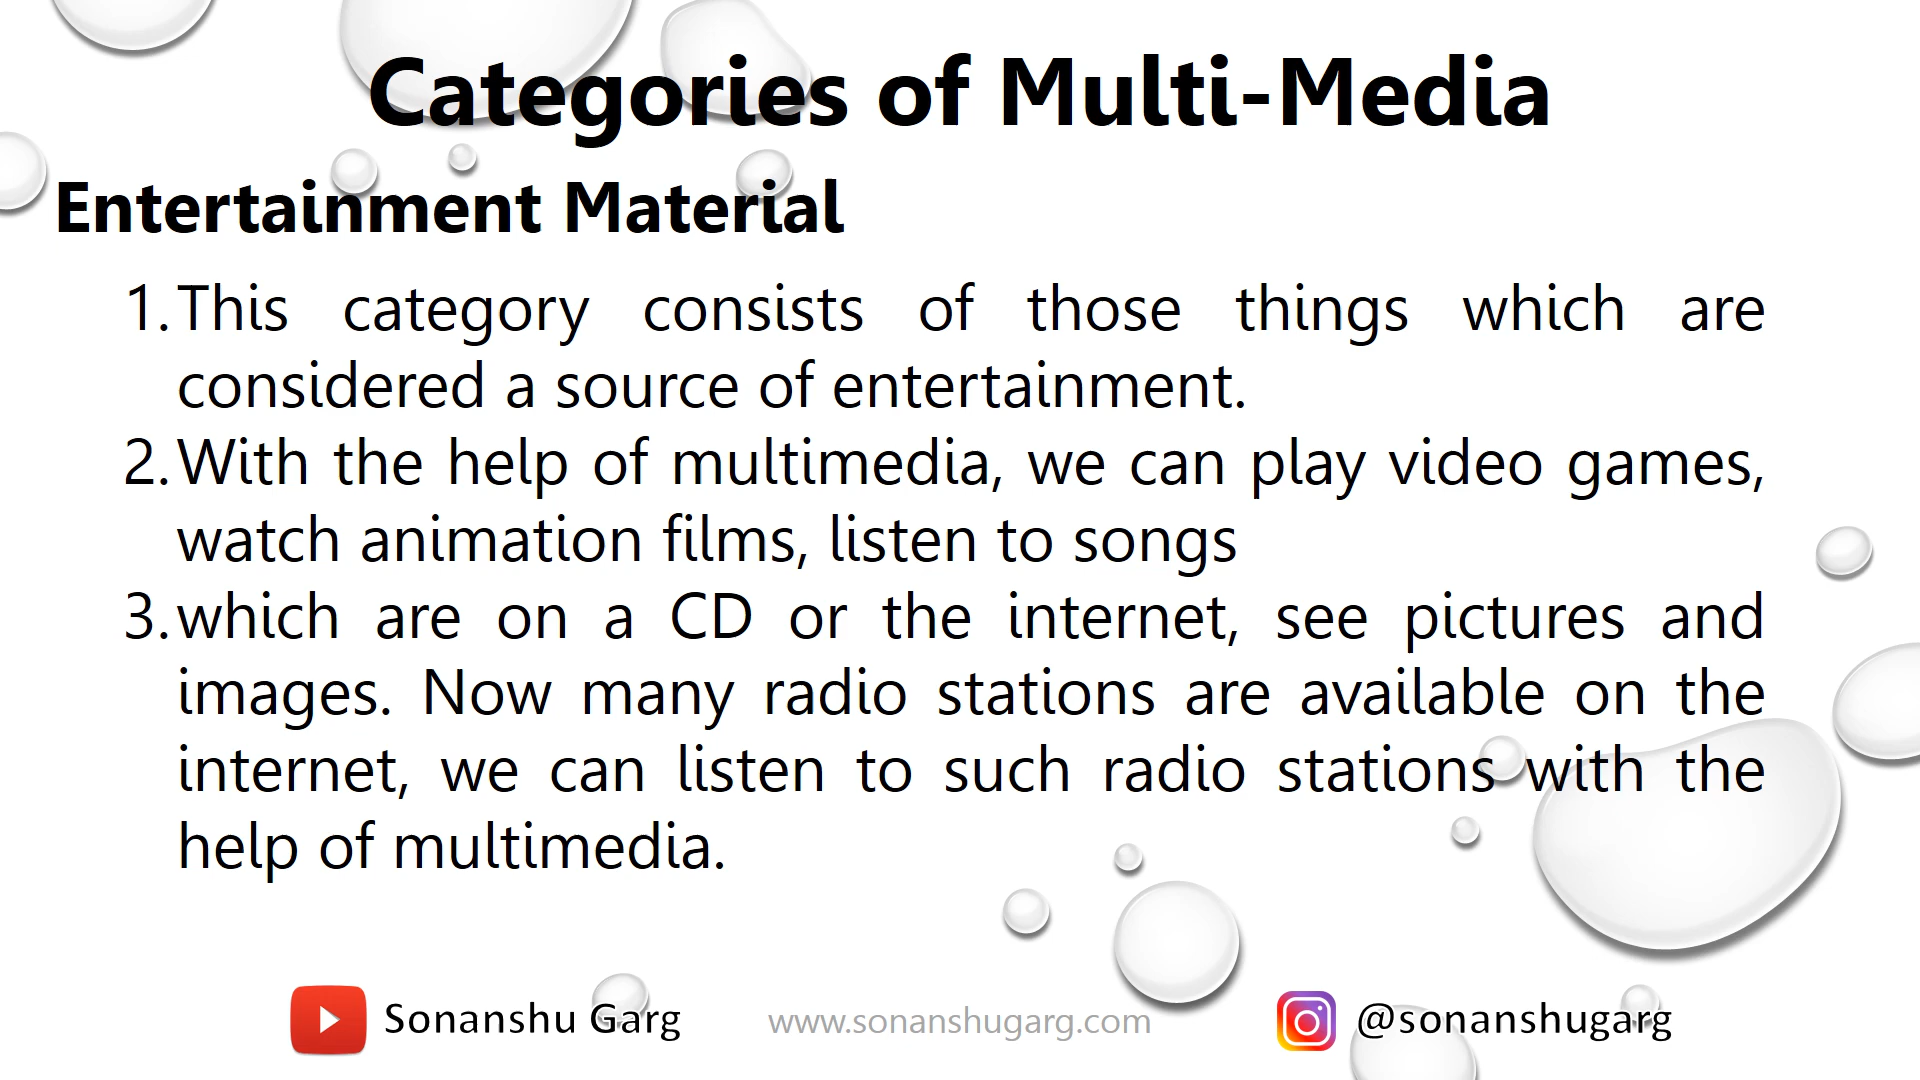 Categories of Multi-Media
Entertainment Material
1. This category consists of those things which are
considered a source of entertainment.
2. With the help of multimedia, we can play video games,
watch animation films, listen to songs
3. which are on a CD or the internet, see pictures and
images. Now many radio stations are available on the
internet, we can listen to such radio stations with the
help of multimedia.
Sonanshu Garg www.sonanshugarg.com @sonanshugarg